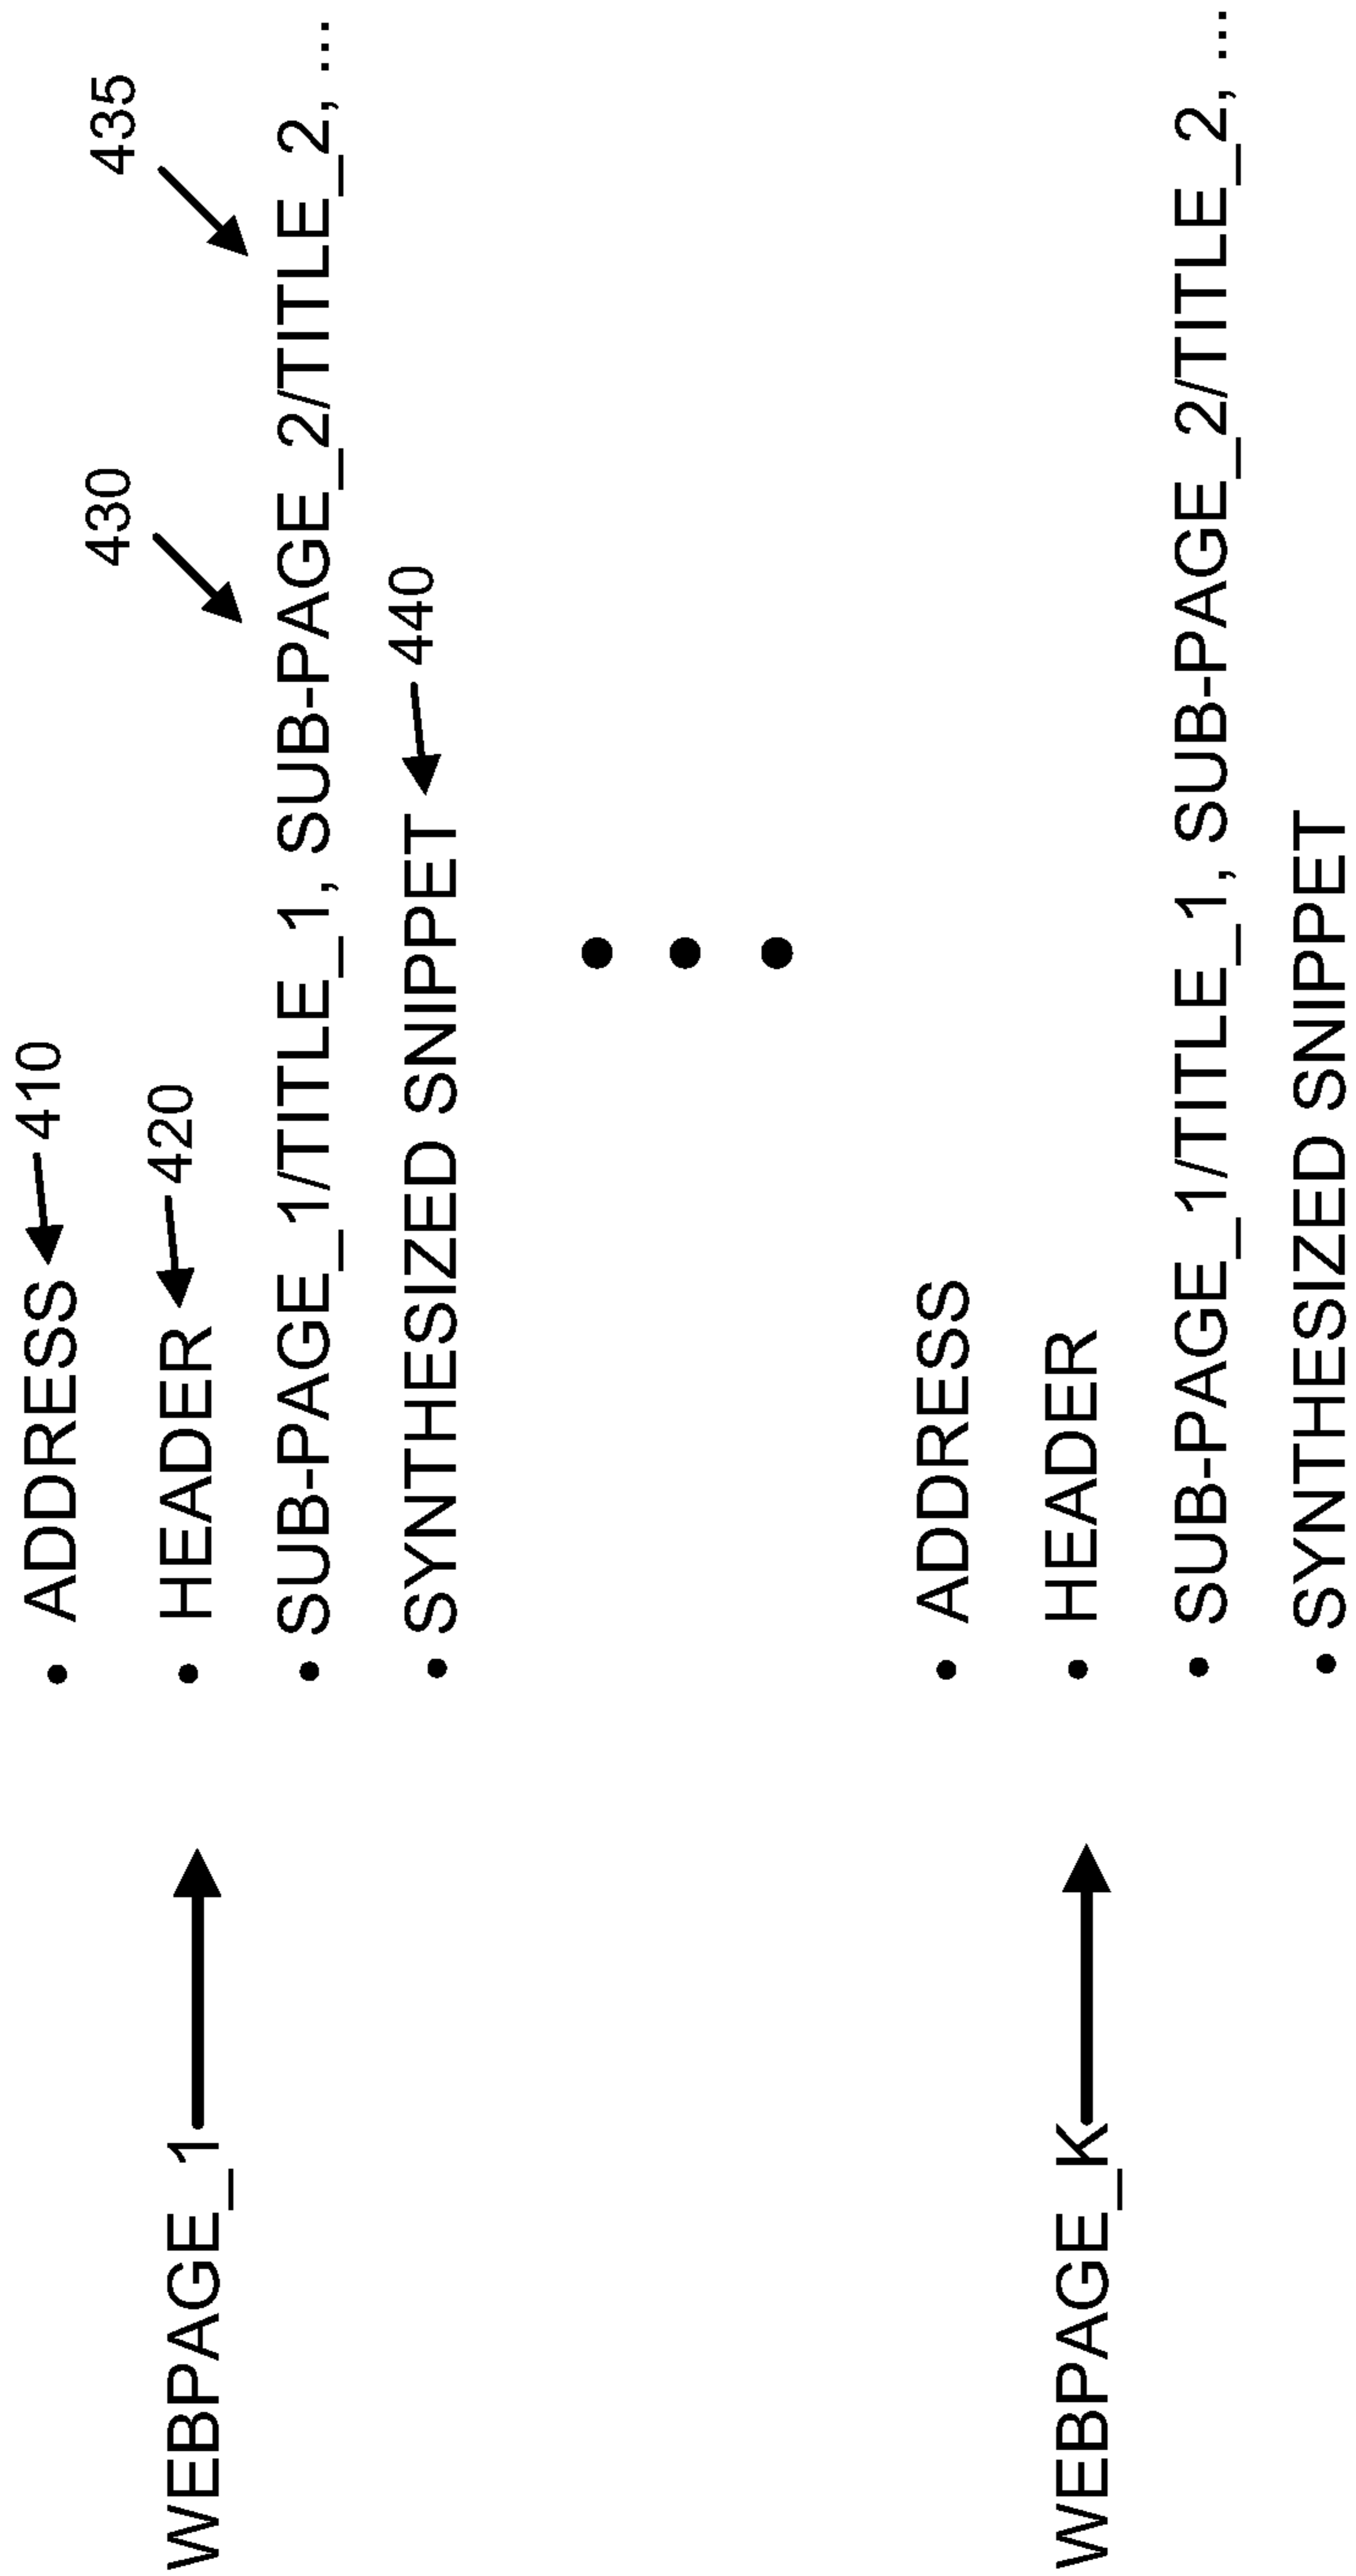 • ADDRESS 410
WEBPAGE_1 • HEADER 420
430 435
• SUB-PAGE_1/TITLE_1, SUB-PAGE_2/TITLE_2, ...
• SYNTHESIZED SNIPPET 440
• ADDRESS
WEBPAGE_K • HEADER
• SUB-PAGE_1/TITLE_1, SUB-PAGE_2/TITLE_2, ...
• SYNTHESIZED SNIPPET